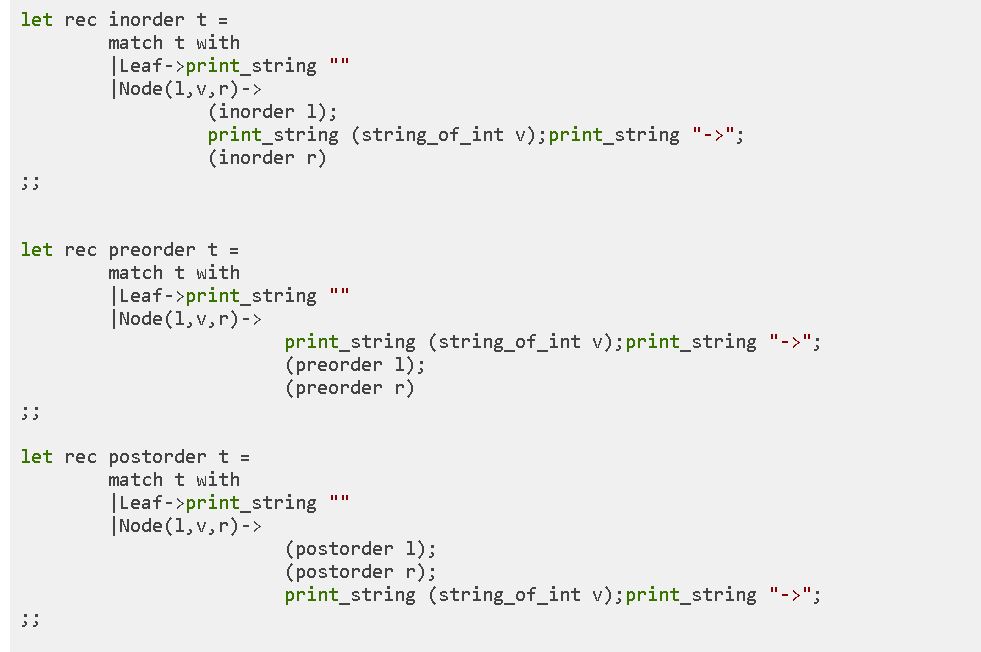 let rec inorder t =
        match t with
        |Leaf->print_string ""
        |Node(l,v,r)->
                 (inorder l);
                 print_string (string_of_int v);print_string "->";
                 (inorder r)
;;
let rec preorder t =
        match t with
        |Leaf->print_string ""
        |Node(l,v,r)->
                        print_string (string_of_int v);print_string "->";
                        (preorder l);
                        (preorder r)
;;
let rec postorder t =
        match t with
        |Leaf->print_string ""
        |Node(l,v,r)->
                        (postorder l);
                        (postorder r);
                        print_string (string_of_int v);print_string "->";
;;